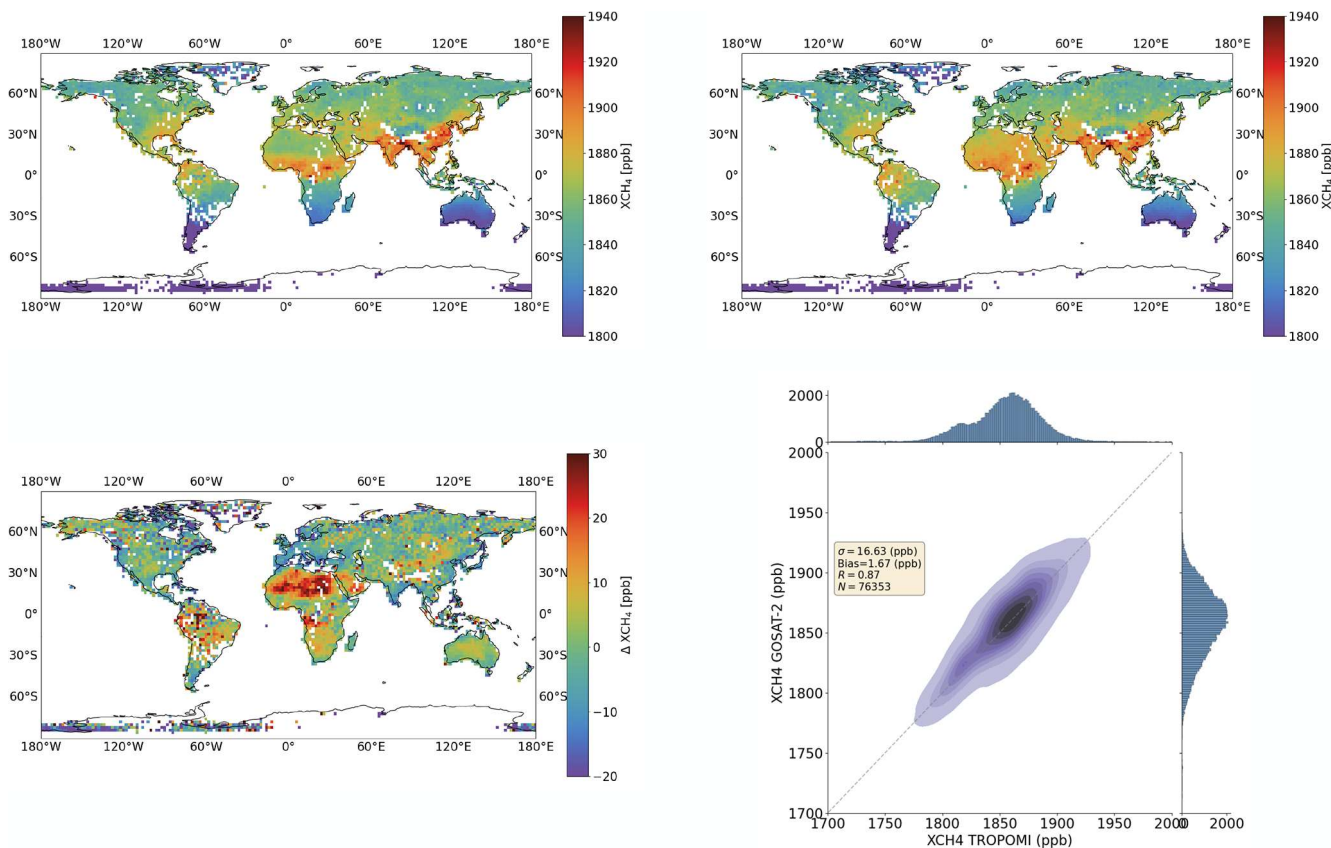 180°W 120°W 60°W 0° 60°E 120°E 180°E
60°N
30°N
0°
30°S
60°S
60°N
30°N
0°
30°S
60°S
180°W 120°W 60°W 0° 60°E 120°E 180°E
1940
1920
1900
1880
1860
1840
1820
1800
XCH₄ [ppb]
180°W 120°W 60°W 0° 60°E 120°E 180°E
60°N
30°N
0°
30°S
60°S
60°N
30°N
0°
30°S
60°S
180°W 120°W 60°W 0° 60°E 120°E 180°E
1940
1920
1900
1880
1860
1840
1820
1800
XCH₄ [ppb]
180°W 120°W 60°W 0° 60°E 120°E 180°E
60°N
30°N
0°
30°S
60°S
60°N
30°N
0°
30°S
60°S
180°W 120°W 60°W 0° 60°E 120°E 180°E
30
20
10
0
−10
−20
Δ XCH₄ [ppb]
2000
0
2000
1950
1900
1850
1800
1750
1700
XCH4 GOSAT-2 (ppb)
σ = 16.63 (ppb)
Bias=1.67 (ppb)
R = 0.87
N = 76353
1700 1750 1800 1850 1900 1950 2000
XCH4 TROPOMI (ppb)
0 2000